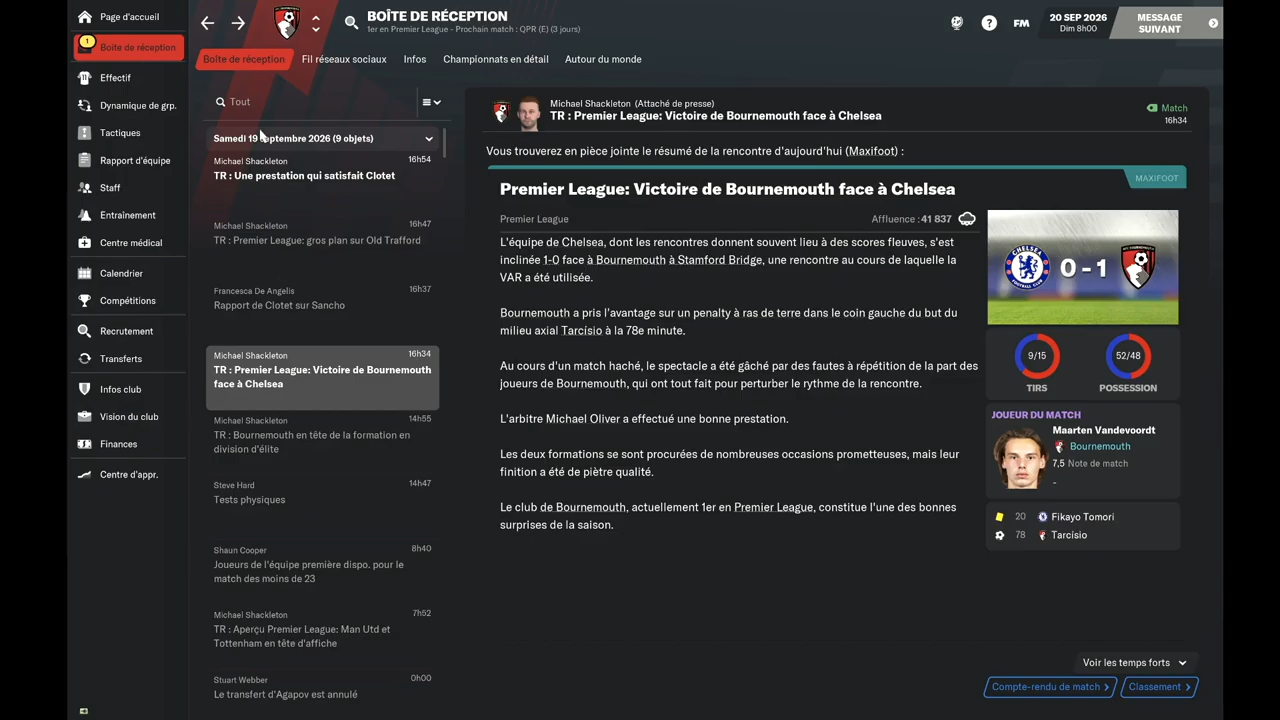 Page d'accueil
1
Boîte de réception
Effectif
Dynamique de grp.
Tactiques
Rapport d'équipe
Staff
Entraînement
Centre médical
Calendrier
Compétitions
Recrutement
Transferts
Infos club
Vision du club
Finances
Centre d'appr.
BOÎTE DE RÉCEPTION
1er en Premier League - Prochain match : QPR (E) (3 jours)
FM
20 SEP 2026
Dim 8h00
MESSAGE
SUIVANT
Boîte de réception
Fil réseaux sociaux
Infos
Championnats en détail
Autour du monde
Tout
Samedi 19 septembre 2026 (9 objets)
Michael Shackleton 16h54
TR : Une prestation qui satisfait Clotet
Michael Shackleton 16h47
TR : Premier League: gros plan sur Old Trafford
Francesca De Angelis 16h37
Rapport de Clotet sur Sancho
Michael Shackleton 16h34
TR : Premier League: Victoire de Bournemouth
face à Chelsea
Michael Shackleton 14h55
TR : Bournemouth en tête de la formation en
division d'élite
Steve Hard 14h47
Tests physiques
Shaun Cooper 8h40
Joueurs de l'équipe première dispo. pour le
match des moins de 23
Michael Shackleton 7h52
TR : Aperçu Premier League: Man Utd et
Tottenham en tête d'affiche
Stuart Webber 0h00
Le transfert d'Agapov est annulé
Michael Shackleton (Attaché de presse)
TR : Premier League: Victoire de Bournemouth face à Chelsea
Match
16h34
Vous trouverez en pièce jointe le résumé de la rencontre d'aujourd'hui (Maxifoot) :
MAXIFOOT
Premier League: Victoire de Bournemouth face à Chelsea
Premier League
Affluence : 41 837
L'équipe de Chelsea, dont les rencontres donnent souvent lieu à des scores fleuves, s'est
inclinée 1-0 face à Bournemouth à Stamford Bridge, une rencontre au cours de laquelle la
VAR a été utilisée.
Bournemouth a pris l'avantage sur un penalty à ras de terre dans le coin gauche du but du
milieu axial Tarcísio à la 78e minute.
Au cours d'un match haché, le spectacle a été gâché par des fautes à répétition de la part des
joueurs de Bournemouth, qui ont tout fait pour perturber le rythme de la rencontre.
L'arbitre Michael Oliver a effectué une bonne prestation.
Les deux formations se sont procurées de nombreuses occasions prometteuses, mais leur
finition a été de piètre qualité.
Le club de Bournemouth, actuellement 1er en Premier League, constitue l'une des bonnes
surprises de la saison.
0 - 1
9/15
TIRS
52/48
POSSESSION
JOUEUR DU MATCH
Maarten Vandevoordt
Bournemouth
7,5 Note de match
-
20 Fikayo Tomori
78 Tarcísio
Voir les temps forts
Compte-rendu de match
Classement